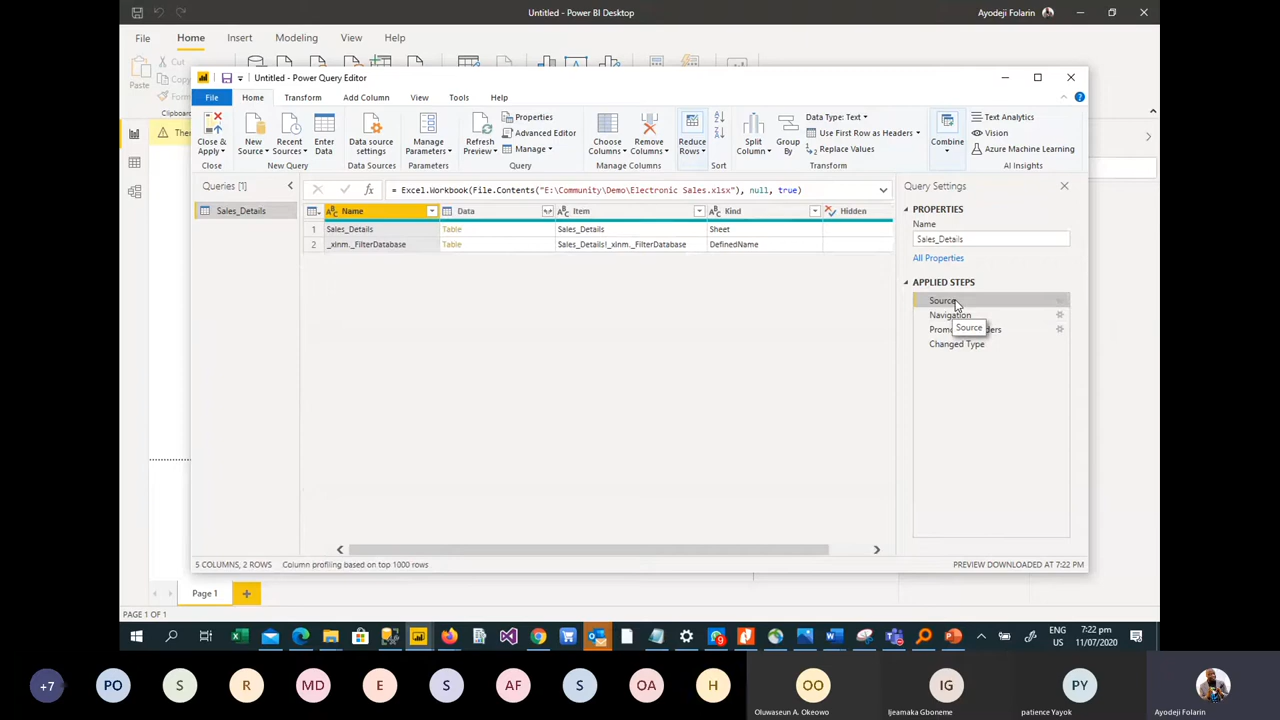 Untitled - Power BI Desktop
Ayodeji Folarin
File Home Insert Modeling View Help
Paste
Cut
Clipboard
Untitled - Power Query Editor
File Home Transform Add Column View Tools Help
Close & Apply
New Source
Recent Sources
Enter Data
Data source settings
Manage Parameters
Refresh Preview
Properties
Advanced Editor
Manage
Choose Columns
Remove Columns
Reduce Rows
Split Column
Group By
Data Type: Text
Use First Row as Headers
Replace Values
Combine
Text Analytics
Vision
Azure Machine Learning
Close
New Query
Data Sources
Parameters
Query
Manage Columns
Sort
Transform
AI Insights
Queries [1]
Sales_Details
= Excel.Workbook(File.Contents("E:\Community\Demo\Electronic Sales.xlsx"), null, true)
Name Data Item Kind Hidden
1 Sales_Details Table Sales_Details Sheet
2 _xlnm._FilterDatabase Table Sales_Details!_xlnm._FilterDatabase DefinedName
Query Settings
PROPERTIES
Name
Sales_Details
All Properties
APPLIED STEPS
Source
Navigation
Source
Changed Type
5 COLUMNS, 2 ROWS
Column profiling based on top 1000 rows
PREVIEW DOWNLOADED AT 7:22 PM
Page 1
PAGE 1 OF 1
ENG US
7:22 pm
11/07/2020
+7 PO S R MD E S AF S OA H OO IG PY
Oluwaseun A. Okeowo
Ijeamaka Gboneme
patience Yayok
Ayodeji Folarin